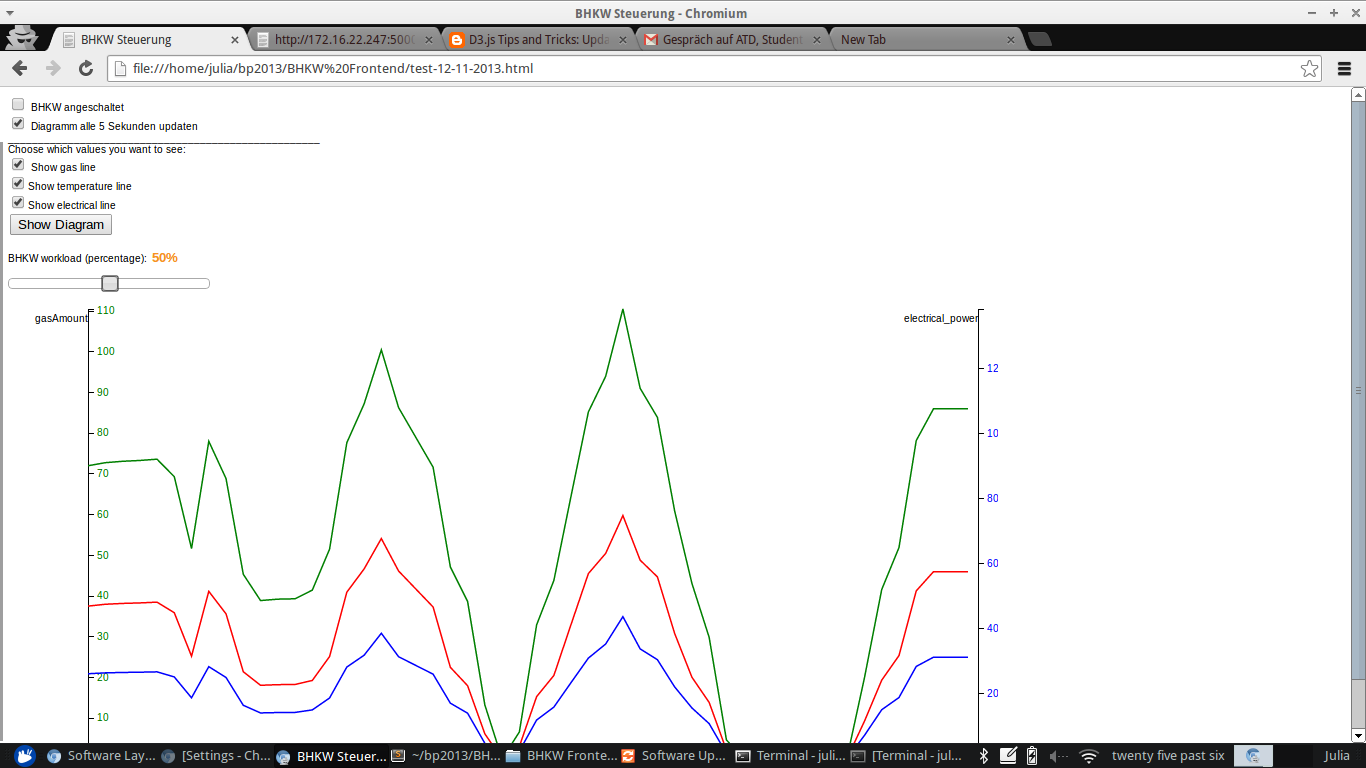 BHKW Steuerung - Chromium
BHKW Steuerung
http://172.16.22.247:5000
D3.js Tips and Tricks: Upda
Gespräch auf ATD, Student
New Tab
file:///home/julia/bp2013/BHKW%20Frontend/test-12-11-2013.html
BHKW angeschaltet
Diagramm alle 5 Sekunden updaten
Choose which values you want to see:
Show gas line
Show temperature line
Show electrical line
Show Diagram
BHKW workload (percentage): 50%
gasAmount
110
100
90
80
70
60
50
40
30
20
10
electrical_power
12
10
80
60
40
20
Software Lay...
[Settings - Ch...
BHKW Steuer...
~/bp2013/BH...
BHKW Fronte...
Software Up...
Terminal - juli...
[Terminal - jul...
twenty five past six
Julia